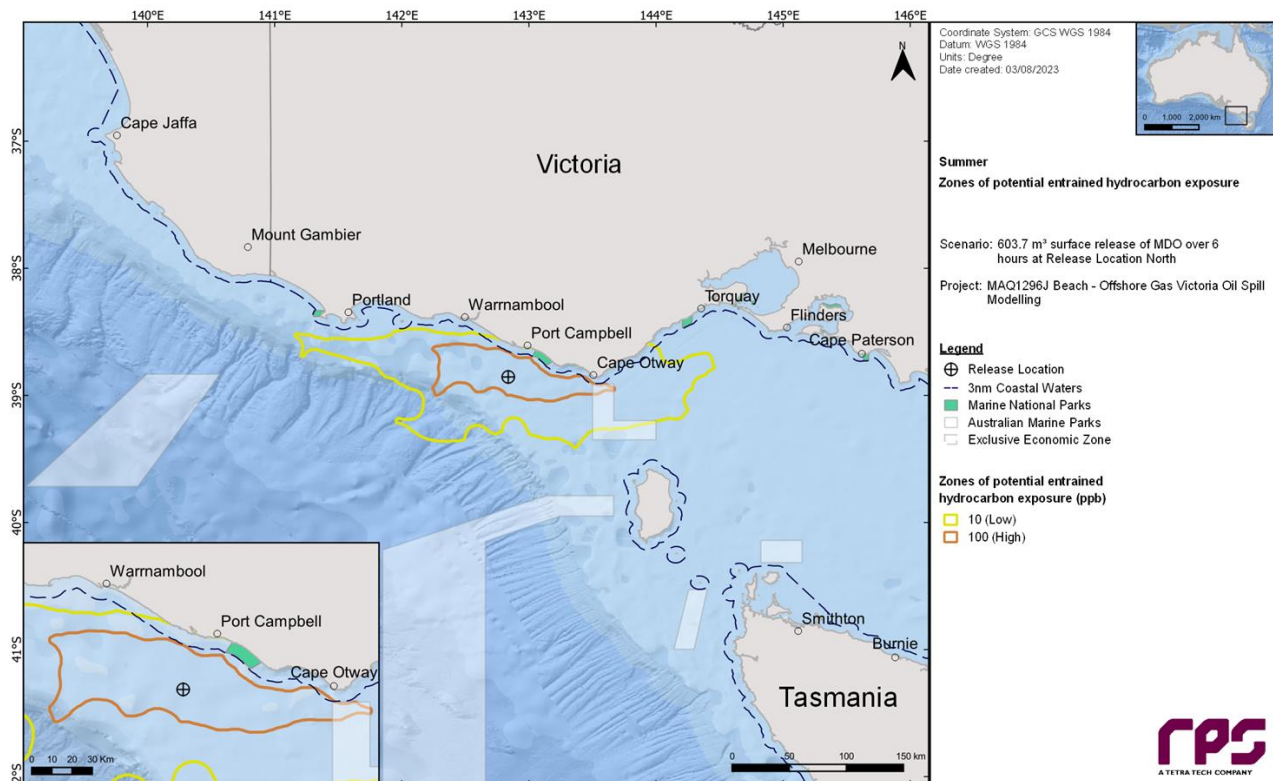 140°E 141°E 142°E 143°E 144°E 145°E 146°E
37°S
38°S
39°S
40°S
41°S
2°S
N
Cape Jaffa
Victoria
Mount Gambier
Melbourne
Portland
Warrnambool
Torquay
Flinders
Port Campbell
Cape Paterson
Cape Otway
Smithton
Burnie
Tasmania
0 50 100 150 km
Warrnambool
Port Campbell
Cape Otway
0 10 20 30 Km
Coordinate System: GCS WGS 1984
Datum: WGS 1984
Units: Degree
Date created: 03/08/2023
0 1,000 2,000 km
Summer
Zones of potential entrained hydrocarbon exposure
Scenario: 603.7 m³ surface release of MDO over 6
hours at Release Location North
Project: MAQ1296J Beach - Offshore Gas Victoria Oil Spill
Modelling
Legend
Release Location
3nm Coastal Waters
Marine National Parks
Australian Marine Parks
Exclusive Economic Zone
Zones of potential entrained
hydrocarbon exposure (ppb)
10 (Low)
100 (High)
rps
A TETRA TECH COMPANY